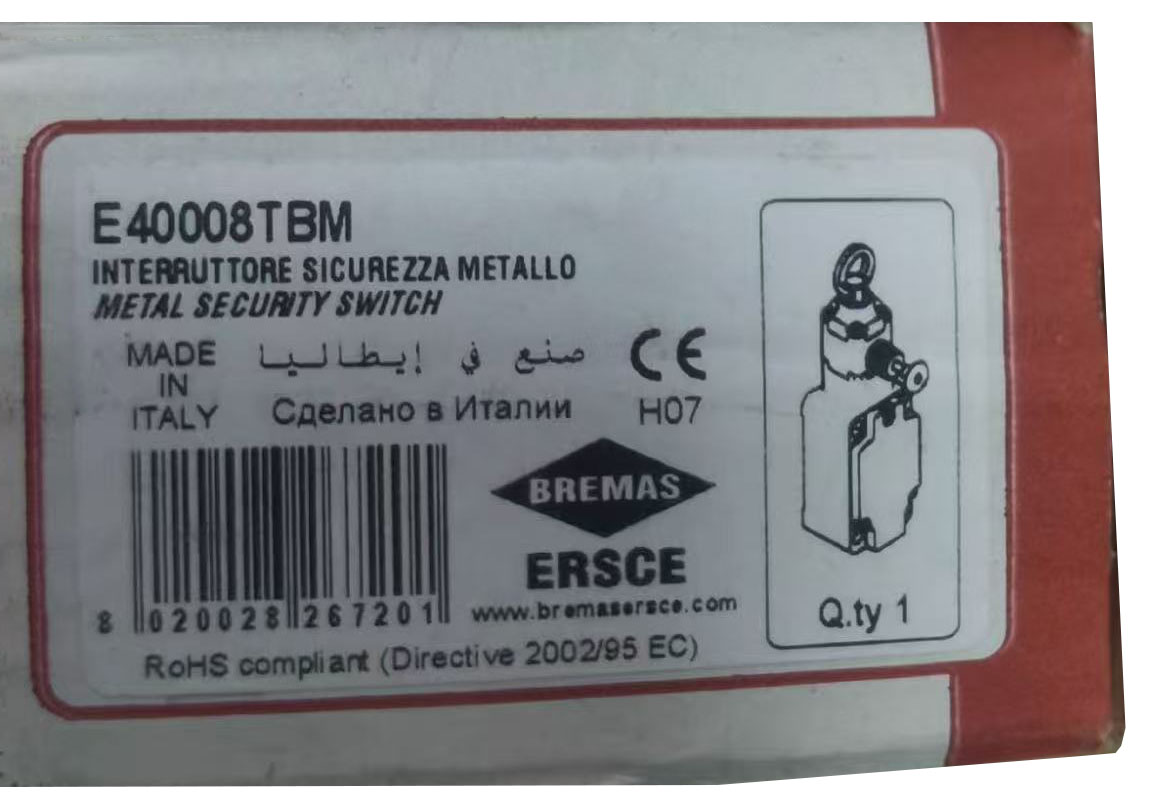 E40008TBM
INTERRUTTORE SICUREZZA METALLO
METAL SECURITY SWITCH
MADE
IN
ITALY
صنع في إيطاليا
Сделано в Италии
CE
H07
BREMAS
ERSCE
www.bremasersce.com
8 020028 267201
RoHS compliant (Directive 2002/95 EC)
Q.ty 1